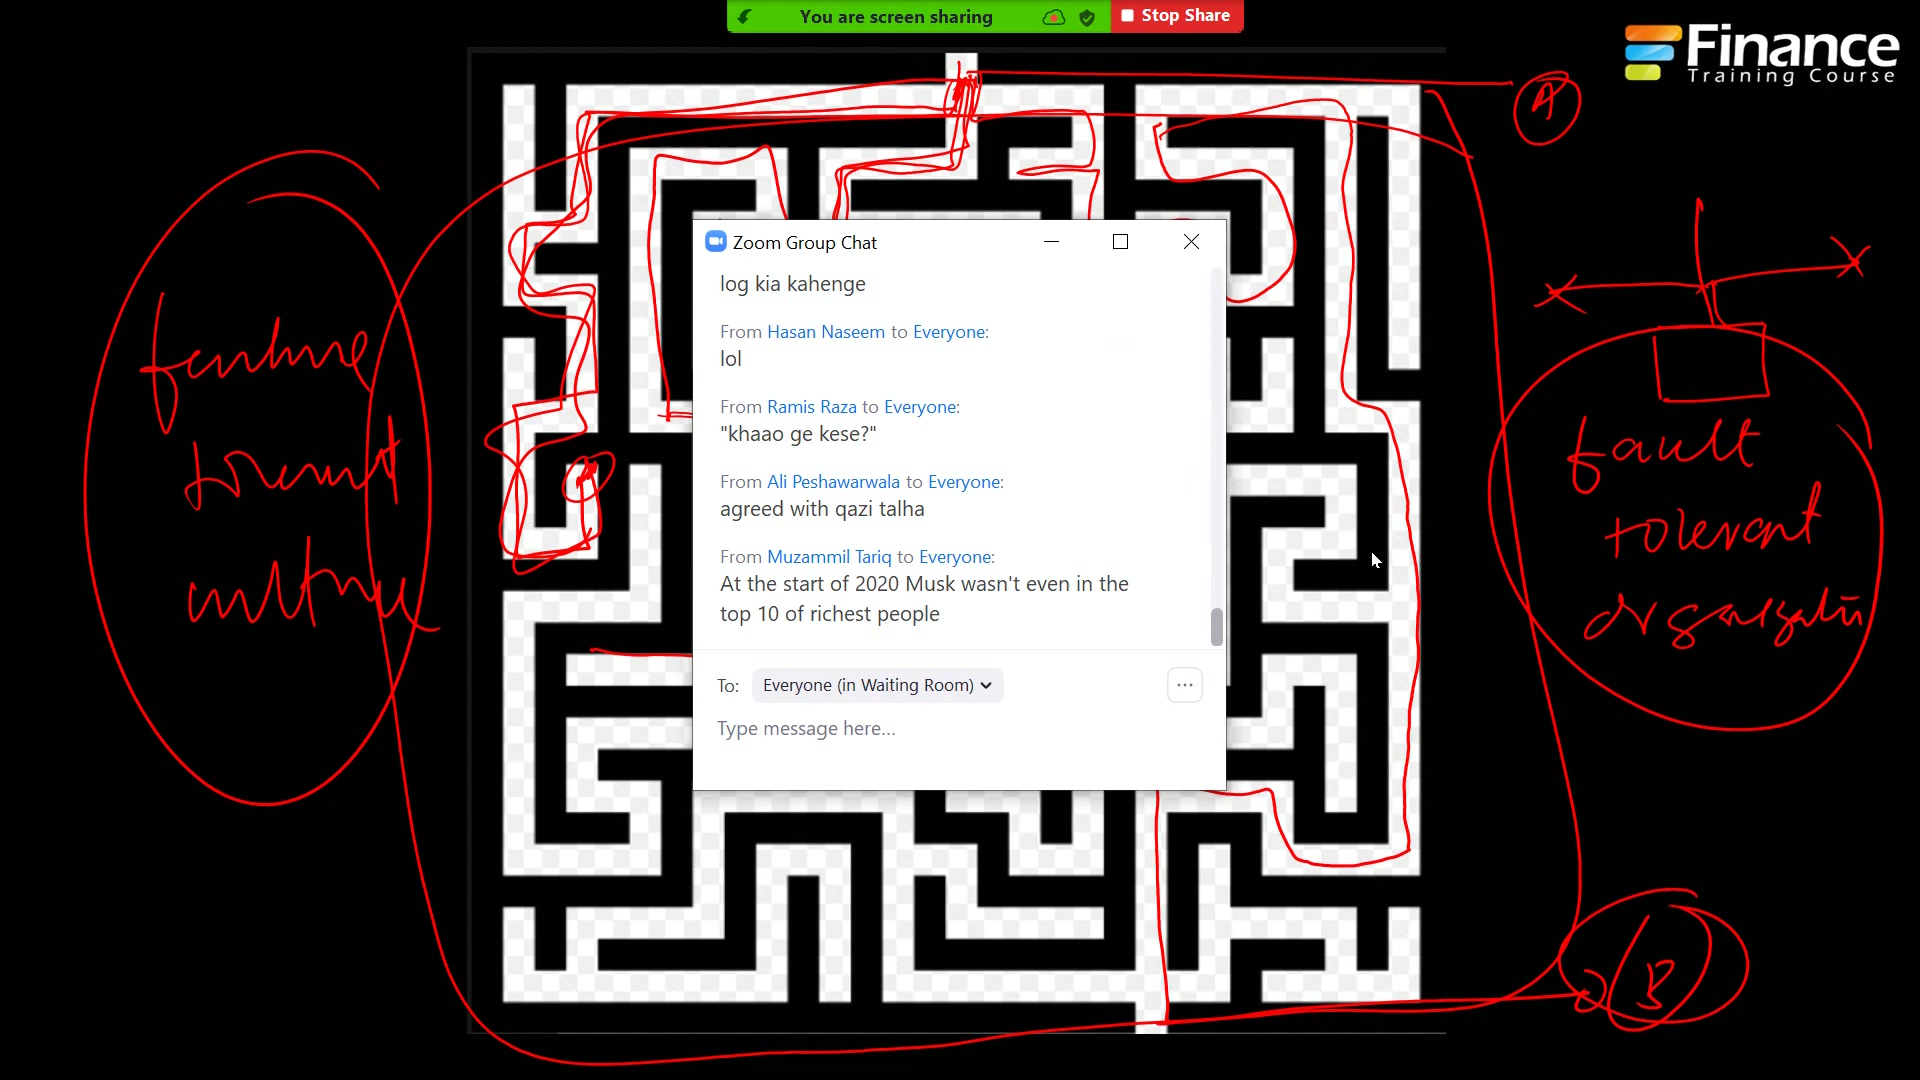 You are screen sharing
Stop Share
Finance
Training Course
A
Zoom Group Chat
log kia kahenge
From Hasan Naseem to Everyone:
lol
From Ramis Raza to Everyone:
"khaao ge kese?"
From Ali Peshawarwala to Everyone:
agreed with qazi talha
From Muzammil Tariq to Everyone:
At the start of 2020 Musk wasn't even in the
top 10 of richest people
To: Everyone (in Waiting Room)
Type message here...
culture
fault
tolerant
B